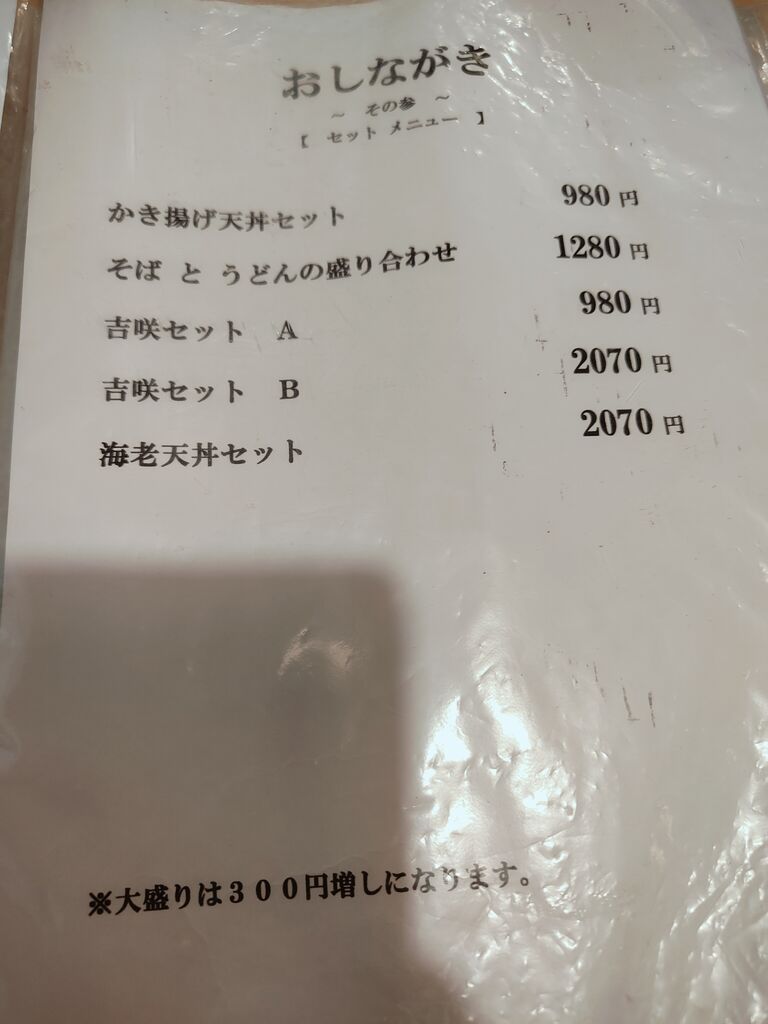 おしながき
～ その参 ～
【 セット メニュー 】
かき揚げ天丼セット 980 円
そば と うどんの盛り合わせ 1280 円
吉咲セット A 980 円
吉咲セット B 2070 円
海老天丼セット 2070 円
※大盛りは３００円増しになります。